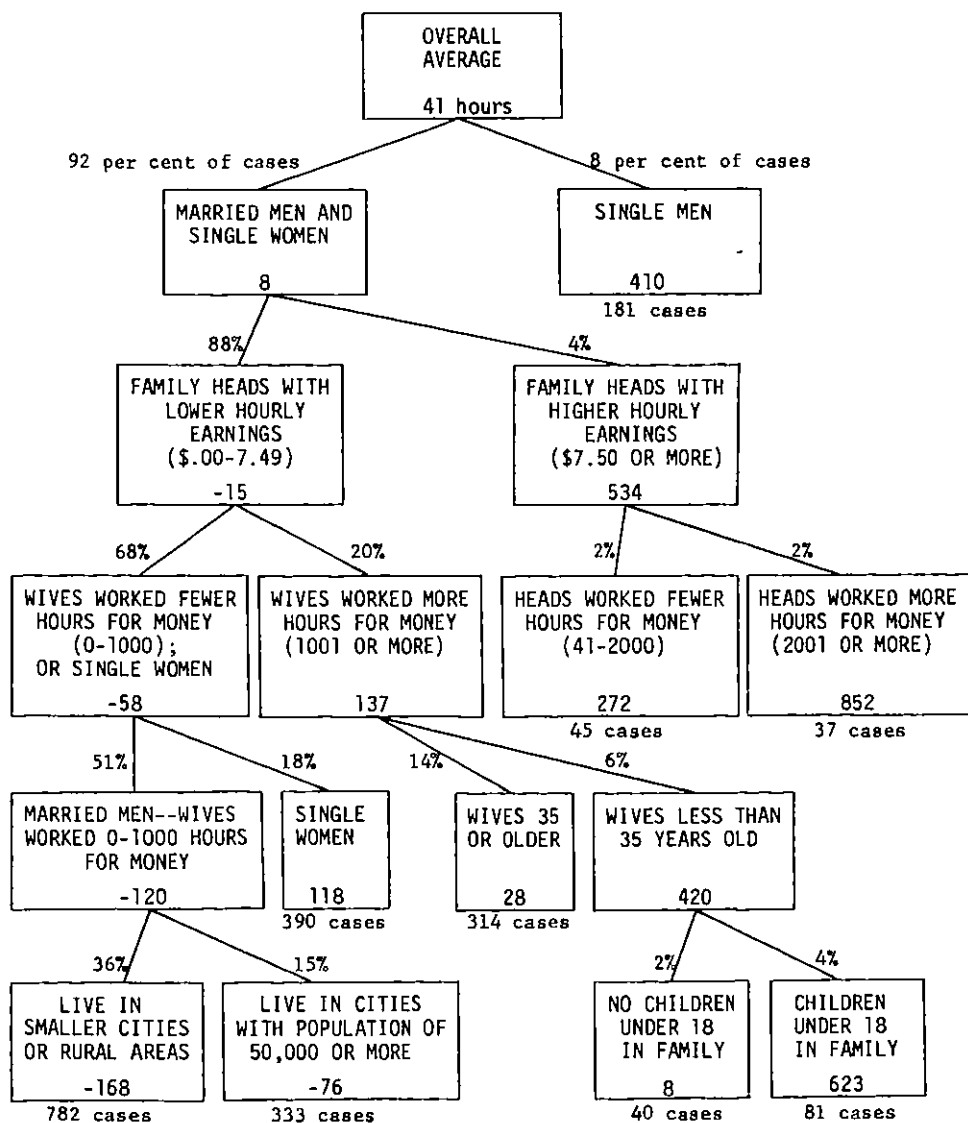 OVERALL
AVERAGE
41 hours
92 per cent of cases
8 per cent of cases
MARRIED MEN AND
SINGLE WOMEN
8
SINGLE MEN
410
181 cases
88%
4%
FAMILY HEADS WITH
LOWER HOURLY
EARNINGS
($.00-7.49)
-15
FAMILY HEADS WITH
HIGHER HOURLY
EARNINGS
($7.50 OR MORE)
534
68%
20%
2%
2%
WIVES WORKED FEWER
HOURS FOR MONEY
(0-1000);
OR SINGLE WOMEN
-58
WIVES WORKED MORE
HOURS FOR MONEY
(1001 OR MORE)
137
HEADS WORKED FEWER
HOURS FOR MONEY
(41-2000)
272
45 cases
HEADS WORKED MORE
HOURS FOR MONEY
(2001 OR MORE)
852
37 cases
51%
18%
14%
6%
MARRIED MEN--WIVES
WORKED 0-1000 HOURS
FOR MONEY
-120
SINGLE
WOMEN
118
390 cases
WIVES 35
OR OLDER
28
314 cases
WIVES LESS THAN
35 YEARS OLD
420
36%
15%
2%
4%
LIVE IN
SMALLER CITIES
OR RURAL AREAS
-168
782 cases
LIVE IN CITIES
WITH POPULATION OF
50,000 OR MORE
-76
333 cases
NO CHILDREN
UNDER 18
IN FAMILY
8
40 cases
CHILDREN
UNDER 18
IN FAMILY
623
81 cases